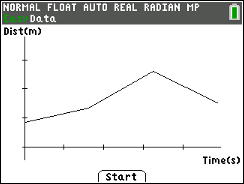 NORMAL FLOAT AUTO REAL RADIAN MP
Data
Dist(m)
Time(s)
Start